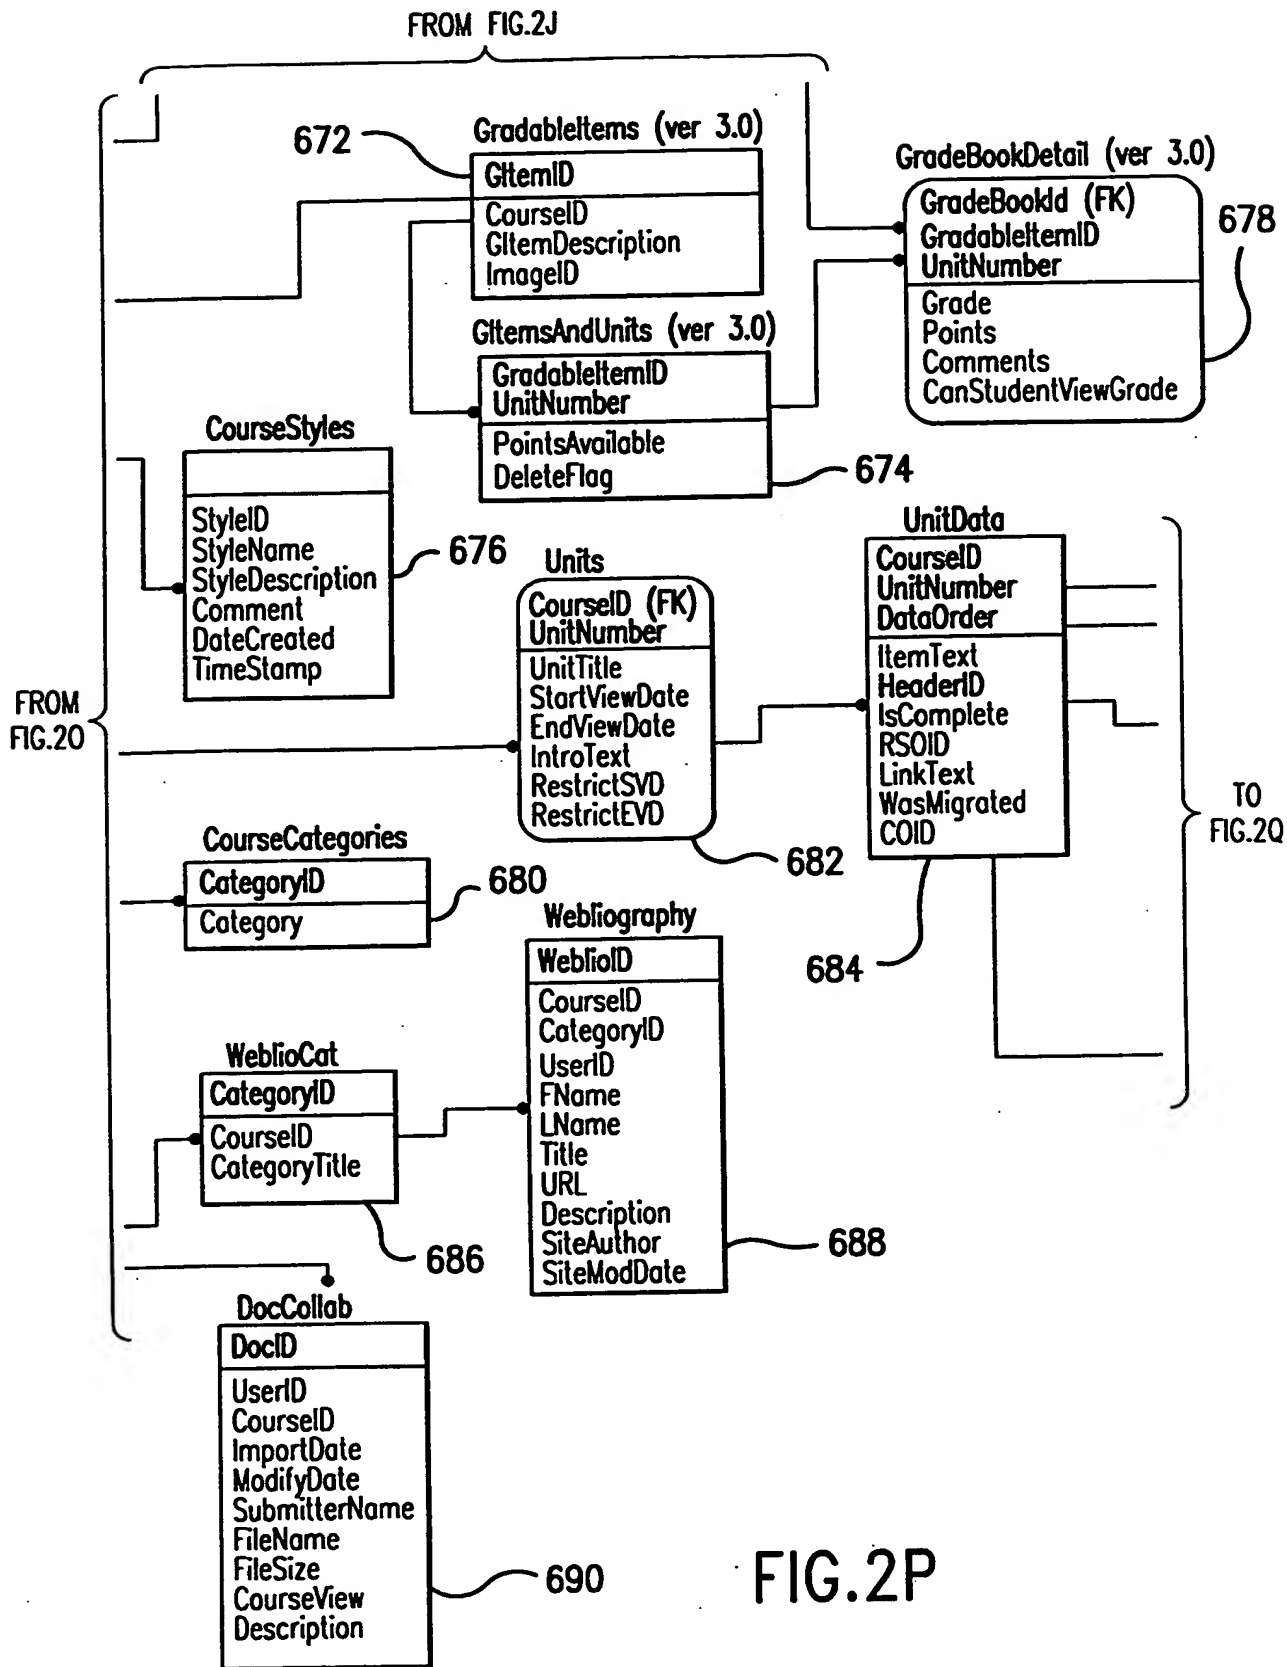 FROM FIG.2J
672
GradableItems (ver 3.0)
GItemID
CourseID
GItemDescription
ImageID
GradeBookDetail (ver 3.0)
GradeBookId (FK)
GradableItemID
UnitNumber
Grade
Points
Comments
CanStudentViewGrade
678
GItemsAndUnits (ver 3.0)
GradableItemID
UnitNumber
PointsAvailable
DeleteFlag
674
CourseStyles
StyleID
StyleName
StyleDescription
Comment
DateCreated
TimeStamp
676
Units
CourseID (FK)
UnitNumber
UnitTitle
StartViewDate
EndViewDate
IntroText
RestrictSVD
RestrictEVD
682
UnitData
CourseID
UnitNumber
DataOrder
ItemText
HeaderID
IsComplete
RSOID
LinkText
WasMigrated
COID
684
FROM
FIG.2O
TO
FIG.2Q
CourseCategories
CategoryID
Category
680
Webliography
WeblioID
CourseID
CategoryID
UserID
FName
LName
Title
URL
Description
SiteAuthor
SiteModDate
688
WeblioCat
CategoryID
CourseID
CategoryTitle
686
DocCollab
DocID
UserID
CourseID
ImportDate
ModifyDate
SubmitterName
FileName
FileSize
CourseView
Description
690
FIG.2P